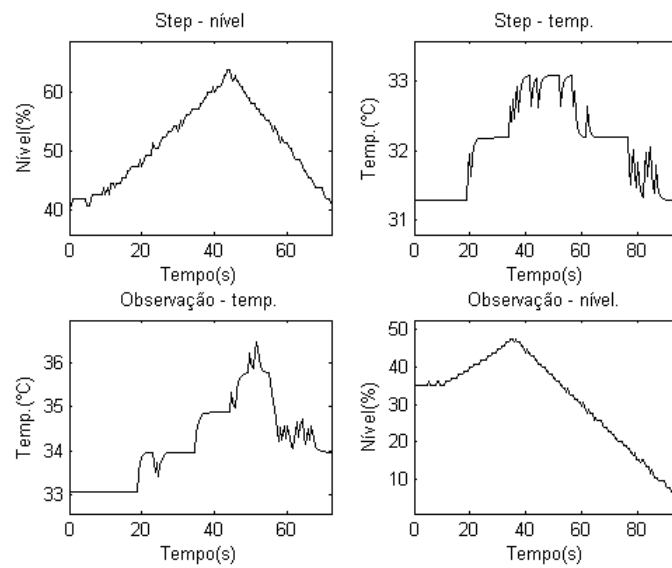 Step - nível
Nível(%)
60
50
40
0
20
40
60
Tempo(s)
Step - temp.
Temp.(°C)
33
32
31
0
20
40
60
80
Tempo(s)
Observação - temp.
Temp.(°C)
36
35
34
33
0
20
40
60
Tempo(s)
Observação - nível.
Nível(%)
50
40
30
20
10
0
20
40
60
80
Tempo(s)